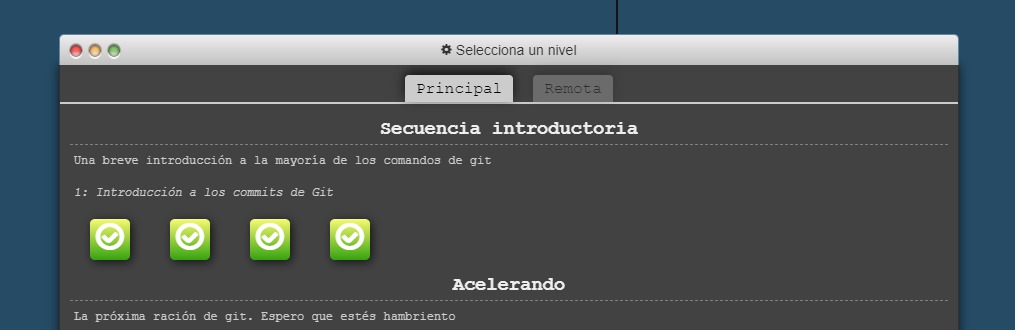 Selecciona un nivel
Principal
Remota
Secuencia introductoria
Una breve introducción a la mayoría de los comandos de git
1: Introducción a los commits de Git
Acelerando
La próxima ración de git. Espero que estés hambriento